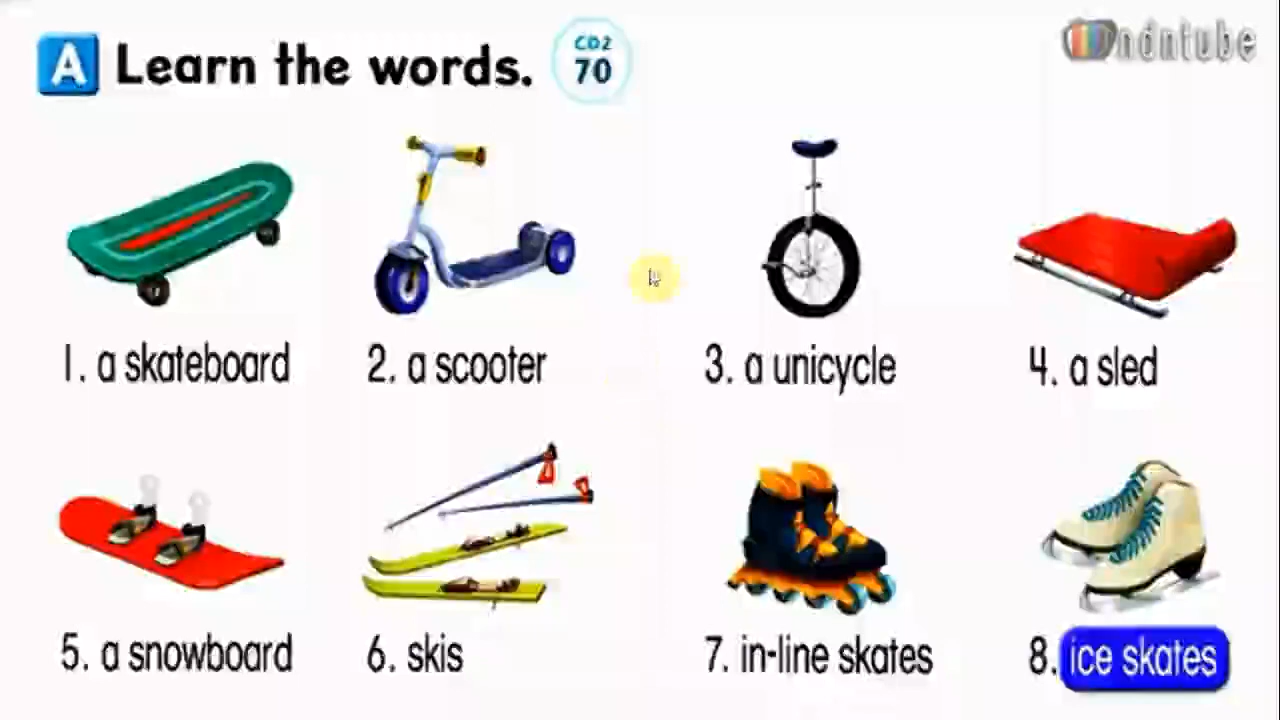 A Learn the words. CD2 70
ndntube
1. a skateboard
2. a scooter
3. a unicycle
4. a sled
5. a snowboard
6. skis
7. in-line skates
8. ice skates